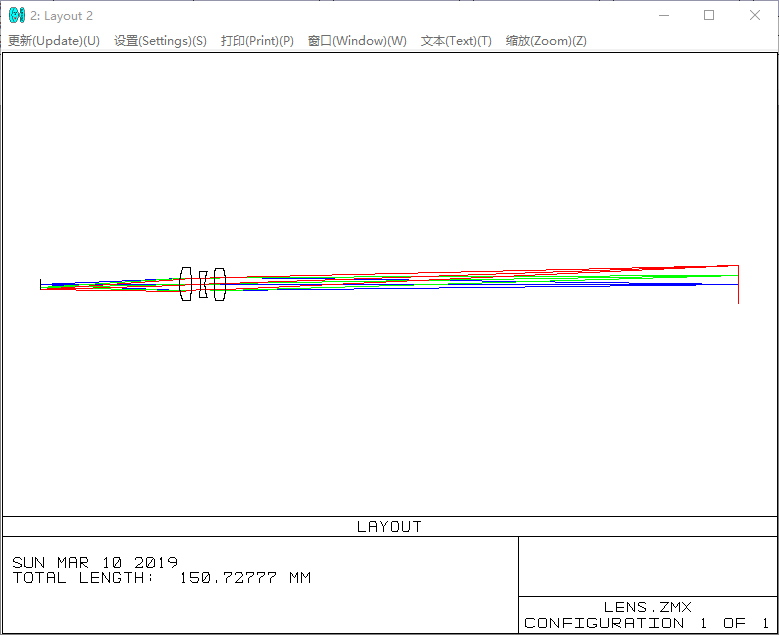 2: Layout 2
更新(Update)(U) 设置(Settings)(S) 打印(Print)(P) 窗口(Window)(W) 文本(Text)(T) 缩放(Zoom)(Z)
LAYOUT
SUN MAR 10 2019
TOTAL LENGTH: 150.72777 MM
LENS.ZMX
CONFIGURATION 1 OF 1